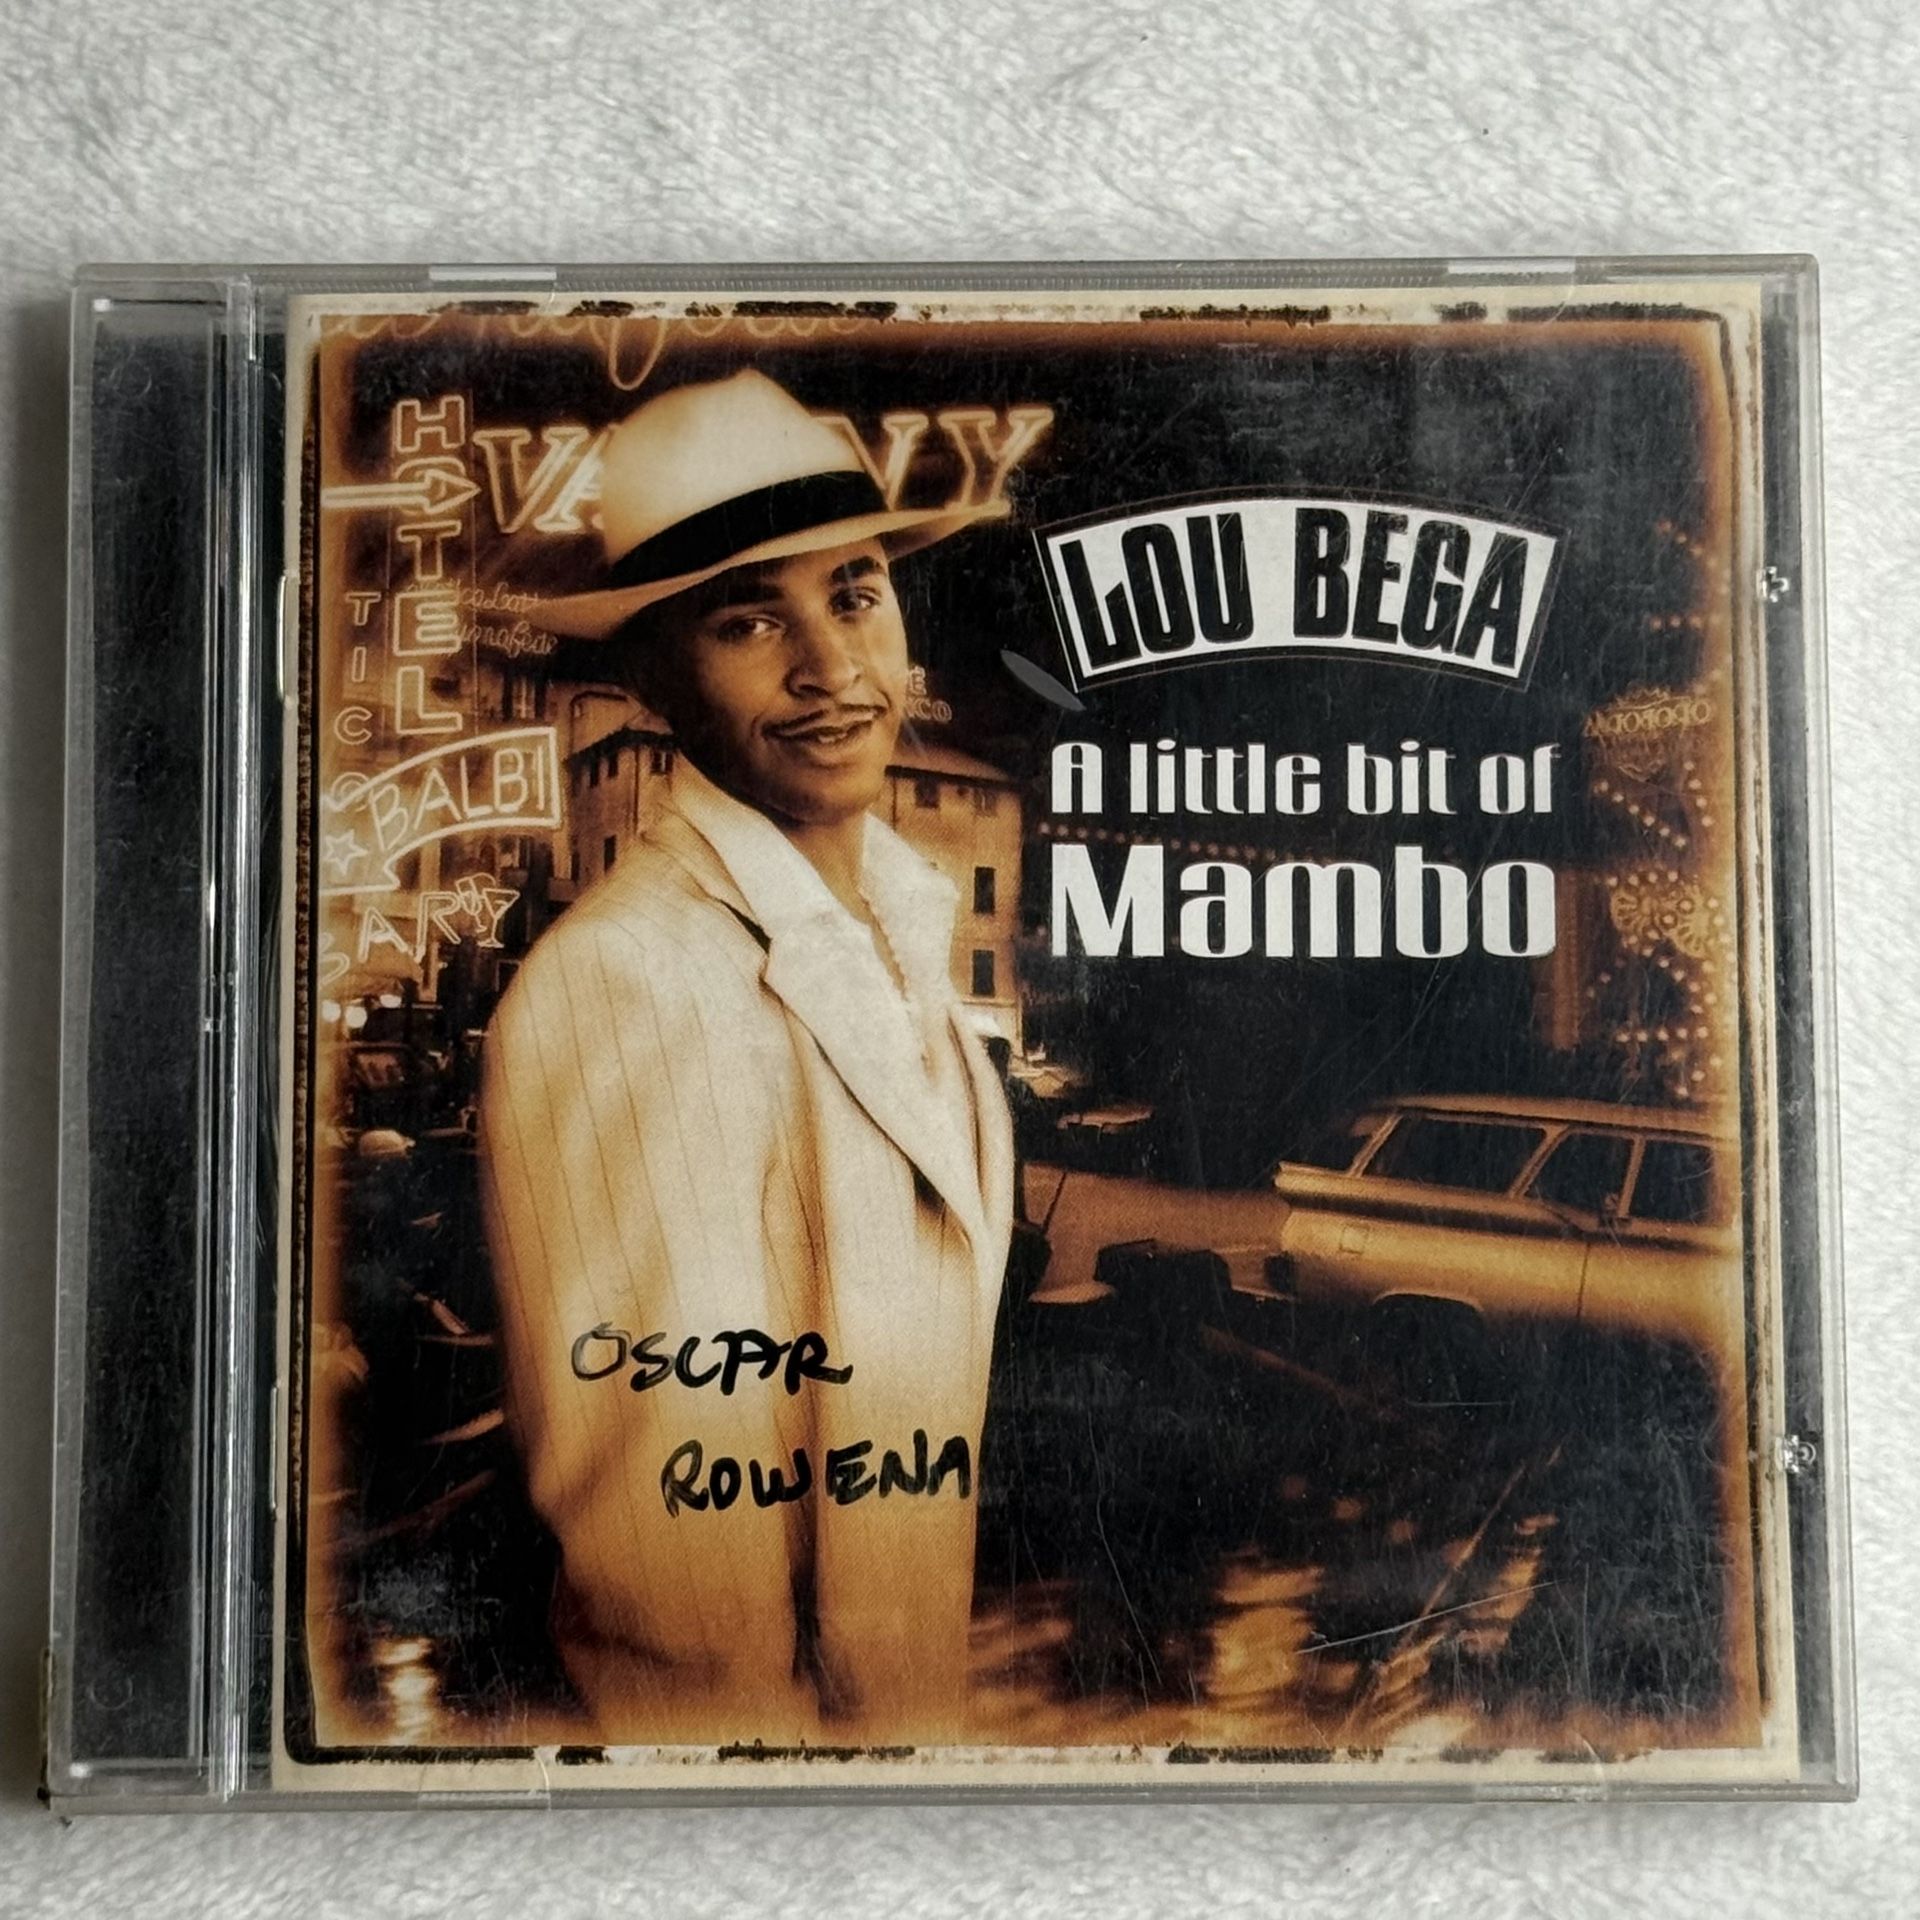 HOTEL
BALBI
LOU BEGA
A little bit of
Mambo
OSCAR
ROWENA